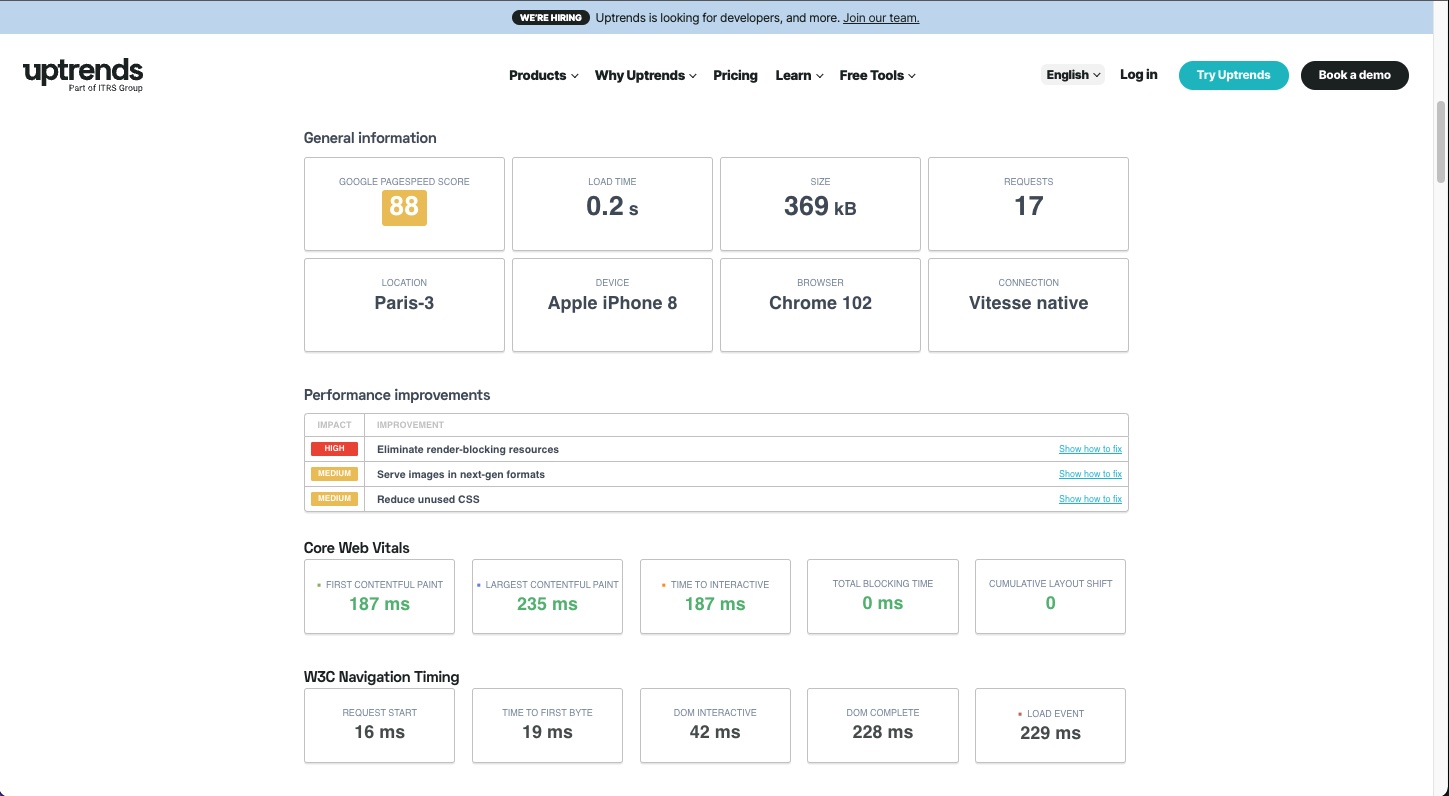 WE'RE HIRING Uptrends is looking for developers, and more. Join our team.
uptrends
Part of ITRS Group
Products Why Uptrends Pricing Learn Free Tools English Log in Try Uptrends Book a demo
General information
GOOGLE PAGESPEED SCORE LOAD TIME SIZE REQUESTS
88 0.2 s 369 kB 17
LOCATION DEVICE BROWSER CONNECTION
Paris-3 Apple iPhone 8 Chrome 102 Vitesse native
Performance improvements
IMPACT IMPROVEMENT
HIGH Eliminate render-blocking resources Show how to fix
MEDIUM Serve images in next-gen formats Show how to fix
MEDIUM Reduce unused CSS Show how to fix
Core Web Vitals
FIRST CONTENTFUL PAINT LARGEST CONTENTFUL PAINT TIME TO INTERACTIVE TOTAL BLOCKING TIME CUMULATIVE LAYOUT SHIFT
187 ms 235 ms 187 ms 0 ms 0
W3C Navigation Timing
REQUEST START TIME TO FIRST BYTE DOM INTERACTIVE DOM COMPLETE LOAD EVENT
16 ms 19 ms 42 ms 228 ms 229 ms